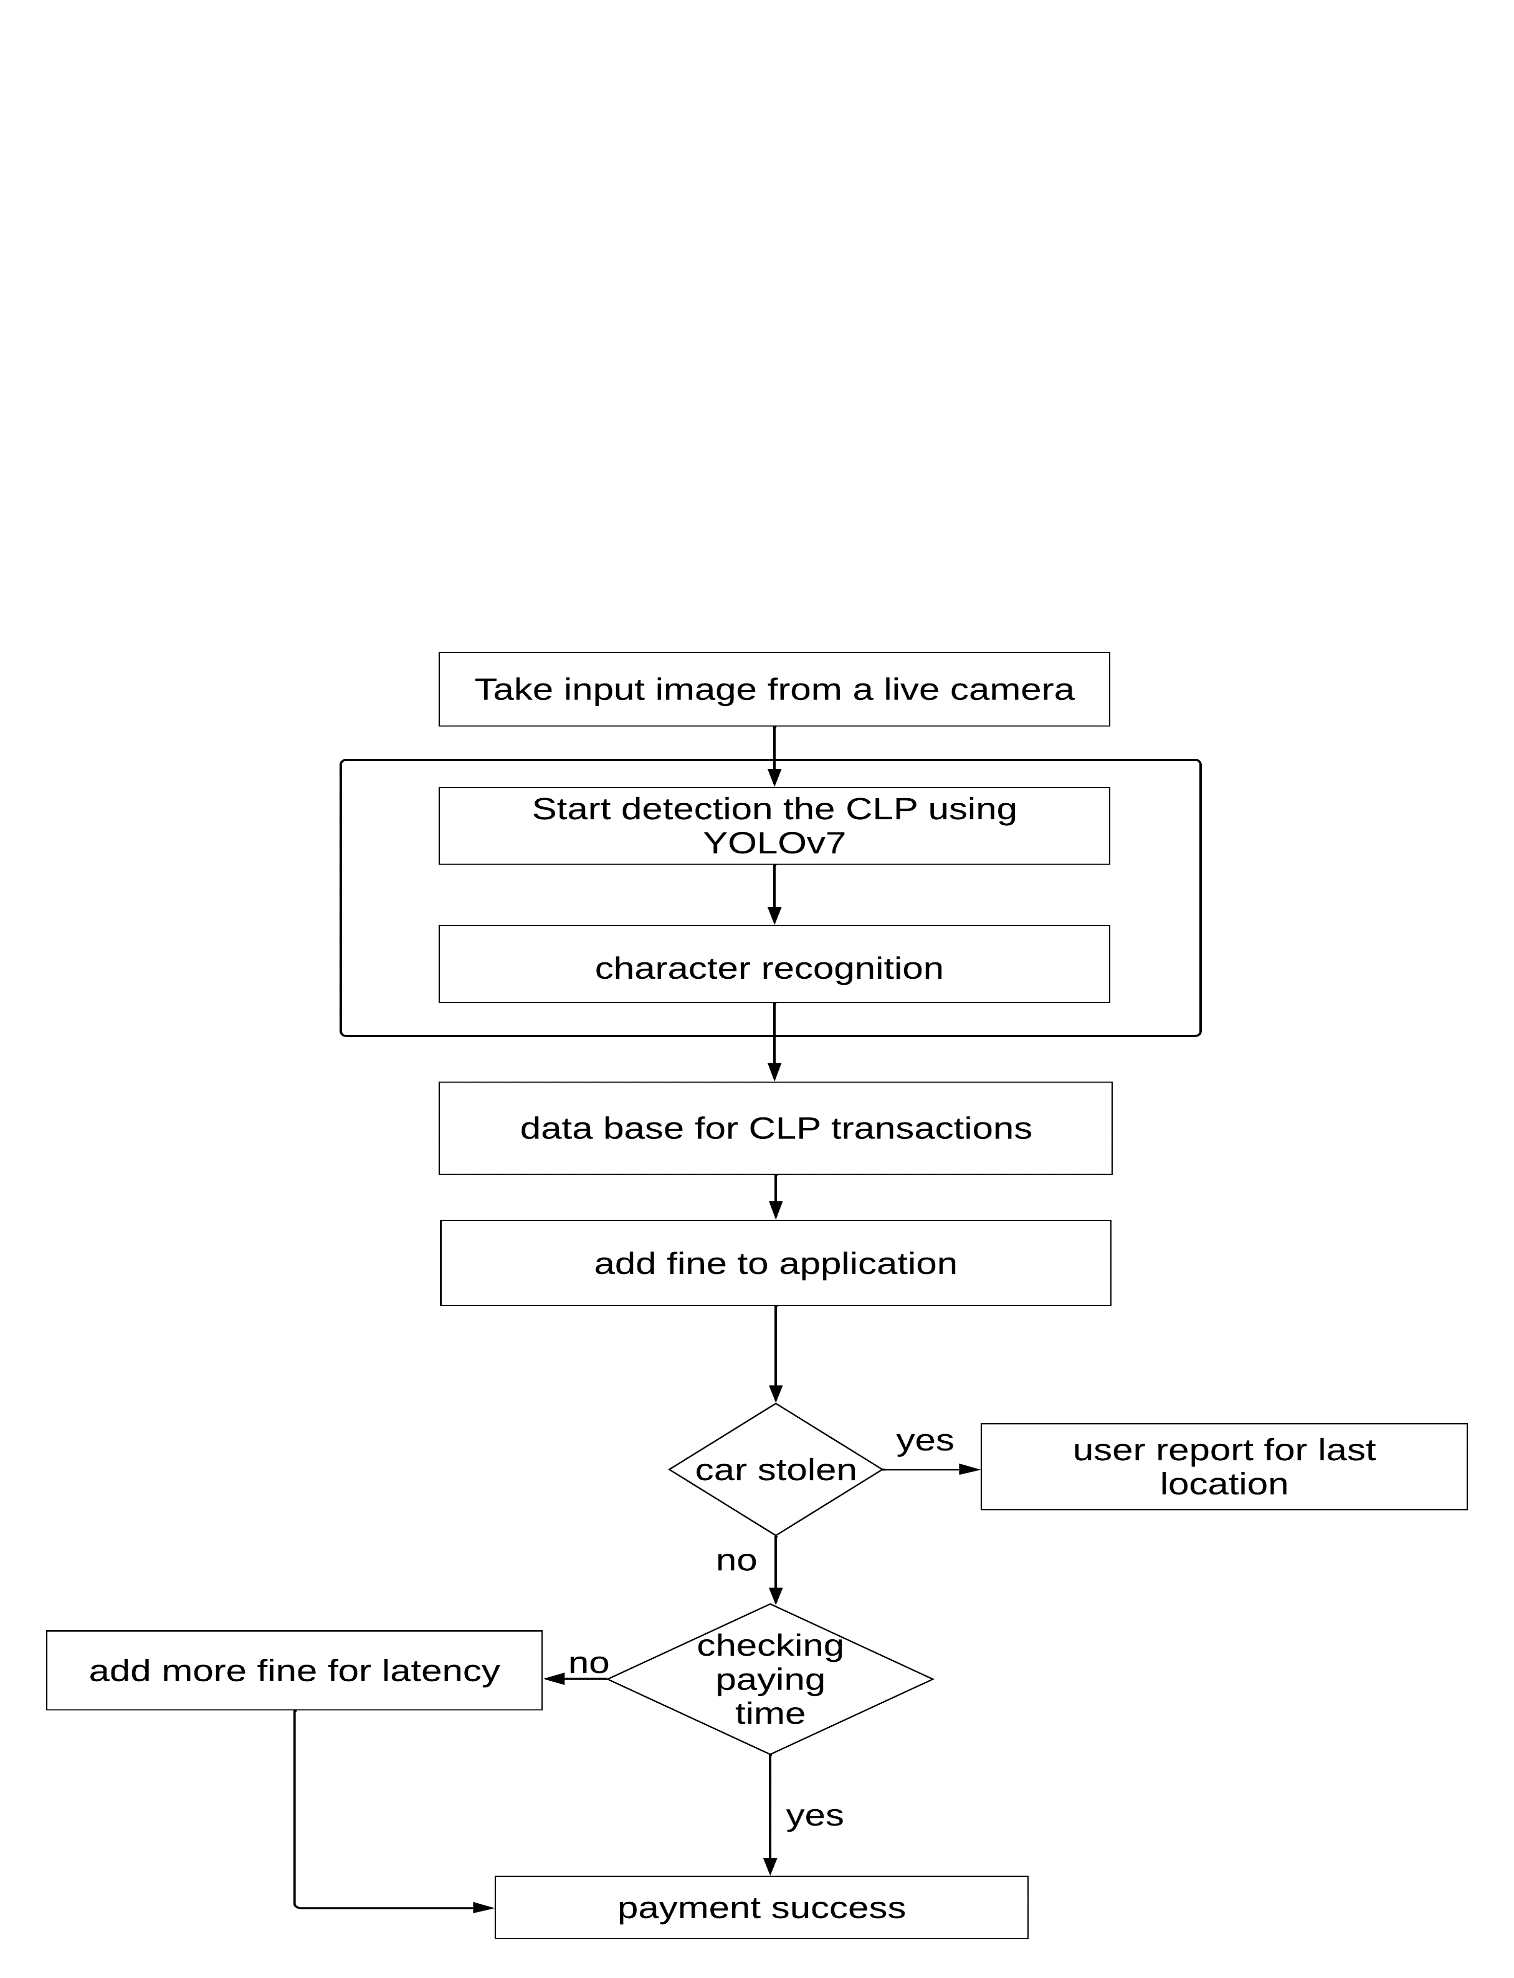 Take input image from a live camera
Start detection the CLP using
YOLOv7
character recognition
data base for CLP transactions
add fine to application
car stolen
yes
user report for last
location
no
checking
paying
time
no
add more fine for latency
yes
payment success